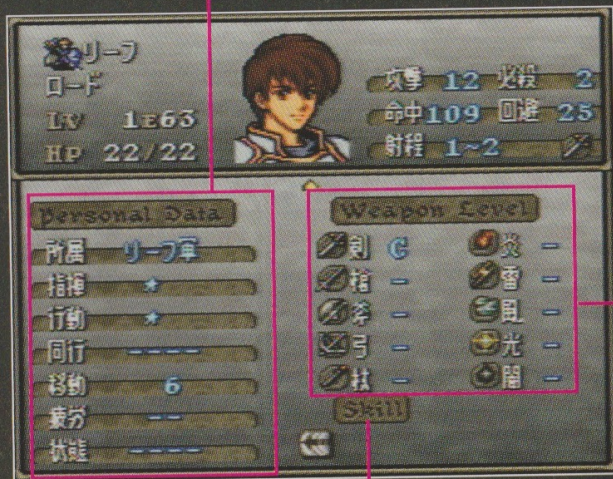 リーフ
ロード
LV 1E63
HP 22/22
攻撃 12 必殺 2
命中109 回避 25
射程 1~2
Personal Data
所属 リーフ軍
指揮 ★
行動 ★
同行 ----
移動 6
疲労 --
状態 ----
Weapon Level
剣 C 炎 -
槍 - 雷 -
斧 - 風 -
弓 - 光 -
杖 - 闇 -
Skill